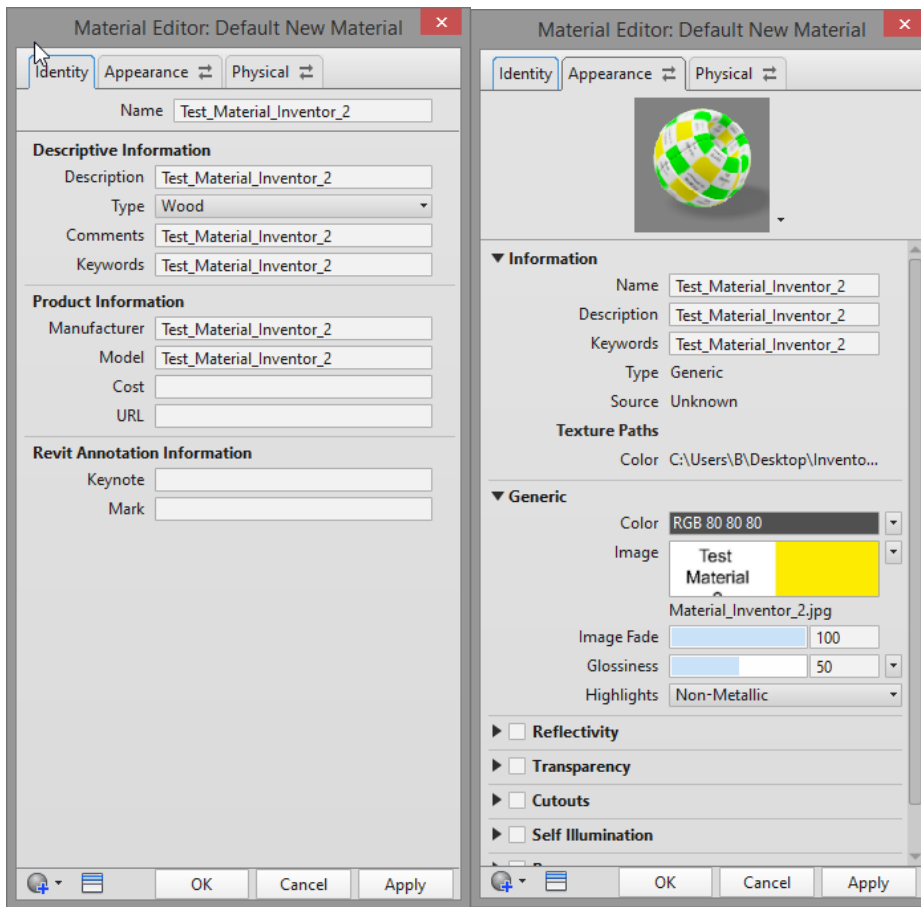 Material Editor: Default New Material
Identity Appearance Physical
Name Test_Material_Inventor_2
Descriptive Information
Description Test_Material_Inventor_2
Type Wood
Comments Test_Material_Inventor_2
Keywords Test_Material_Inventor_2
Product Information
Manufacturer Test_Material_Inventor_2
Model Test_Material_Inventor_2
Cost
URL
Revit Annotation Information
Keynote
Mark
OK Cancel Apply
Material Editor: Default New Material
Identity Appearance Physical
Information
Name Test_Material_Inventor_2
Description Test_Material_Inventor_2
Keywords Test_Material_Inventor_2
Type Generic
Source Unknown
Texture Paths
Color C:\Users\B\Desktop\Invento...
Generic
Color RGB 80 80 80
Image Test
Material
Material_Inventor_2.jpg
Image Fade 100
Glossiness 50
Highlights Non-Metallic
Reflectivity
Transparency
Cutouts
Self Illumination
OK Cancel Apply